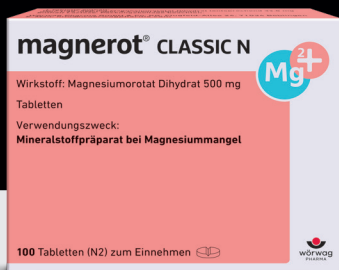 magnerot® CLASSIC N
Mg2+
Wirkstoff: Magnesiumorotat Dihydrat 500 mg
Tabletten
Verwendungszweck:
Mineralstoffpräparat bei Magnesiummangel
100 Tabletten (N2) zum Einnehmen
wörwag
PHARMA